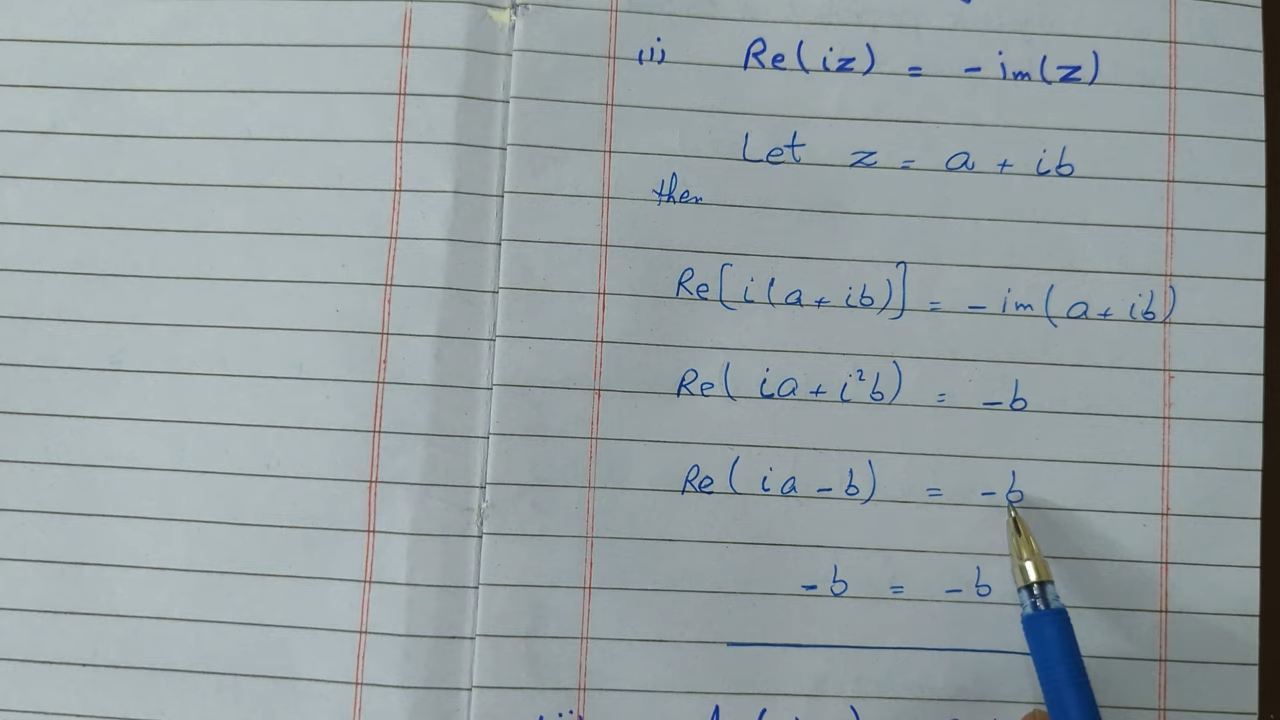 (i) Re(iz) = -im(z)
Let z = a + ib
then
Re[i(a+ib)] = -im(a+ib)
Re(ia+i²b) = -b
Re(ia-b) = -b
-b = -b